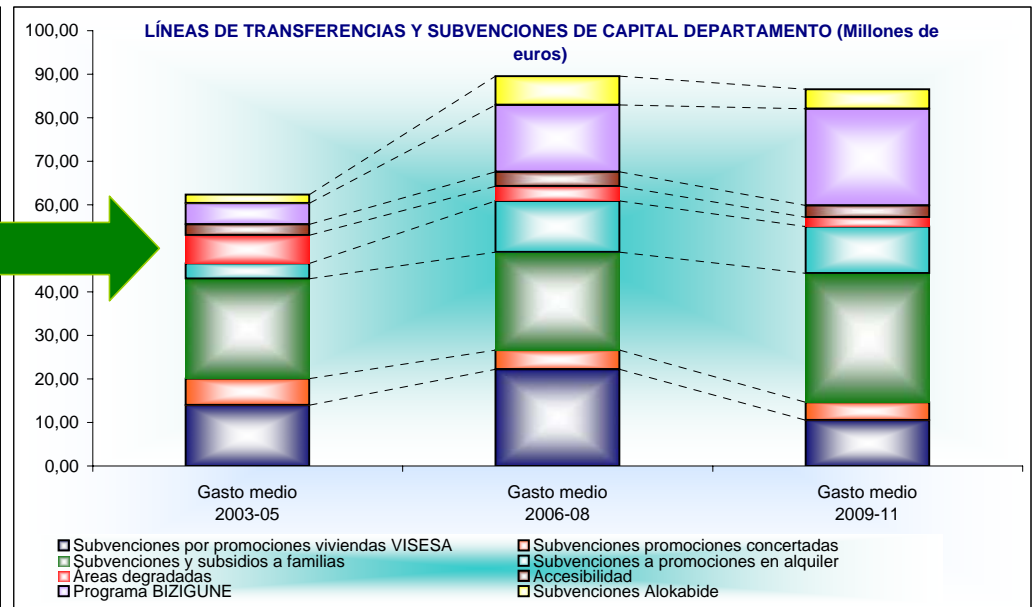 LÍNEAS DE TRANSFERENCIAS Y SUBVENCIONES DE CAPITAL DEPARTAMENTO (Millones de
euros)
100,00
90,00
80,00
70,00
60,00
40,00
30,00
20,00
10,00
0,00
Gasto medio
2003-05
Gasto medio
2006-08
Gasto medio
2009-11
Subvenciones por promociones viviendas VISESA
Subvenciones promociones concertadas
Subvenciones y subsidios a familias
Subvenciones a promociones en alquiler
Áreas degradadas
Accesibilidad
Programa BIZIGUNE
Subvenciones Alokabide